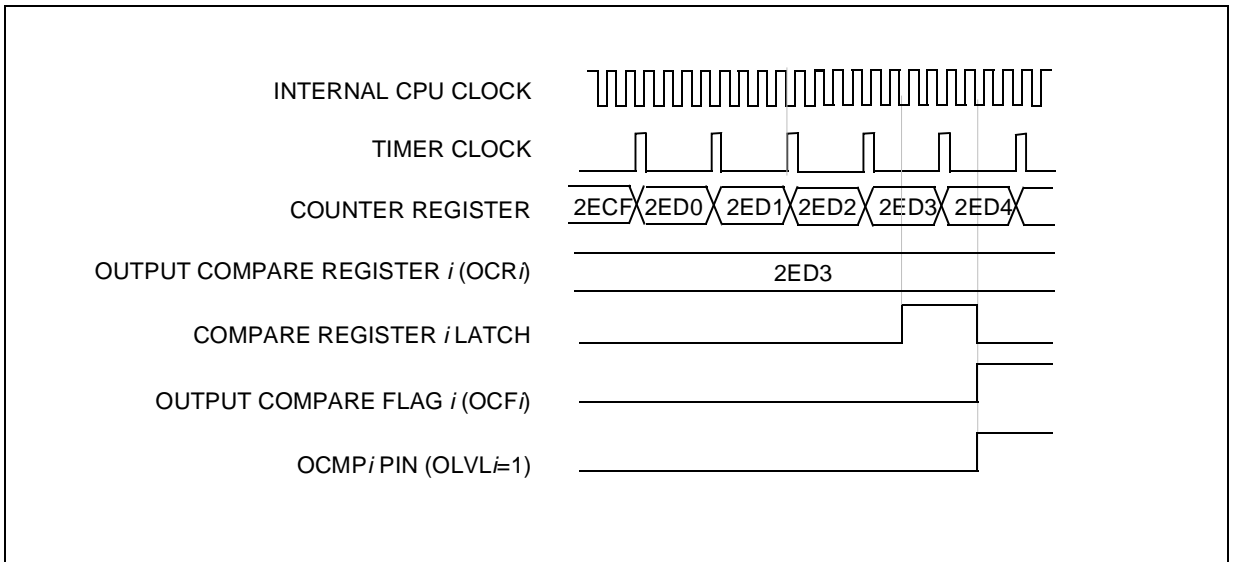 INTERNAL CPU CLOCK
TIMER CLOCK
COUNTER REGISTER 2ECF 2ED0 2ED1 2ED2 2ED3 2ED4
OUTPUT COMPARE REGISTER i (OCRi) 2ED3
COMPARE REGISTER i LATCH
OUTPUT COMPARE FLAG i (OCFi)
OCMPi PIN (OLVLi=1)